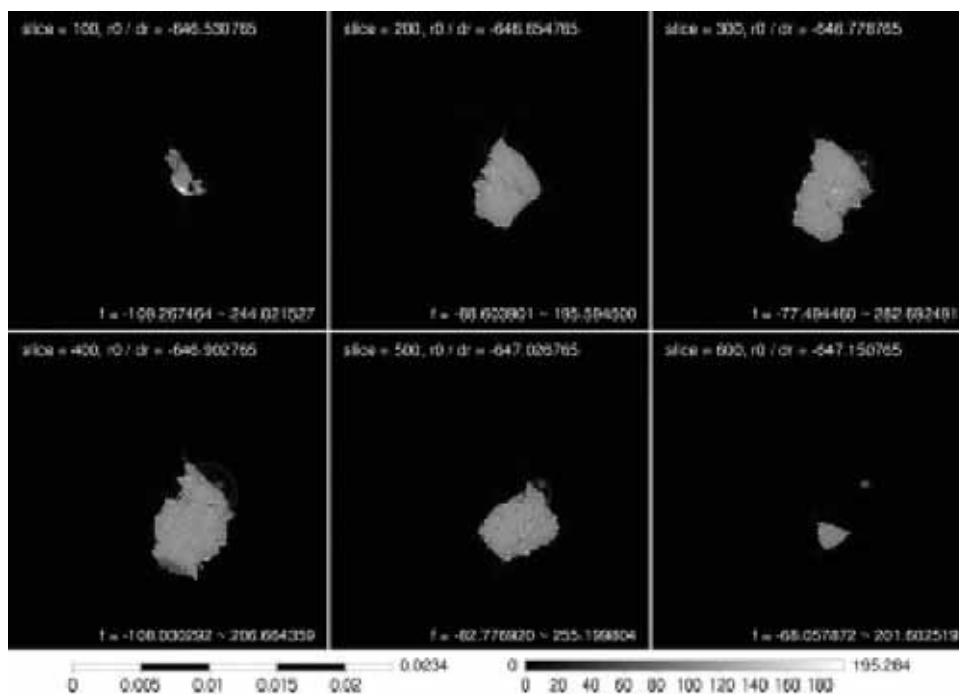 slice = 100, r0 / dr = -646.530765
slice = 200, r0 / dr = -646.654765
slice = 300, r0 / dr = -646.778765
f = -109.267464 ~ 244.021527
f = -88.603901 ~ 195.594500
f = -77.494460 ~ 282.692491
slice = 400, r0 / dr = -646.902765
slice = 500, r0 / dr = -647.026765
slice = 600, r0 / dr = -647.150765
f = -108.030292 ~ 206.664359
f = -82.776920 ~ 255.199804
f = -68.057872 ~ 201.602519
0.0234
0 195.284
0 0.005 0.01 0.015 0.02
0 20 40 60 80 100 120 140 160 180